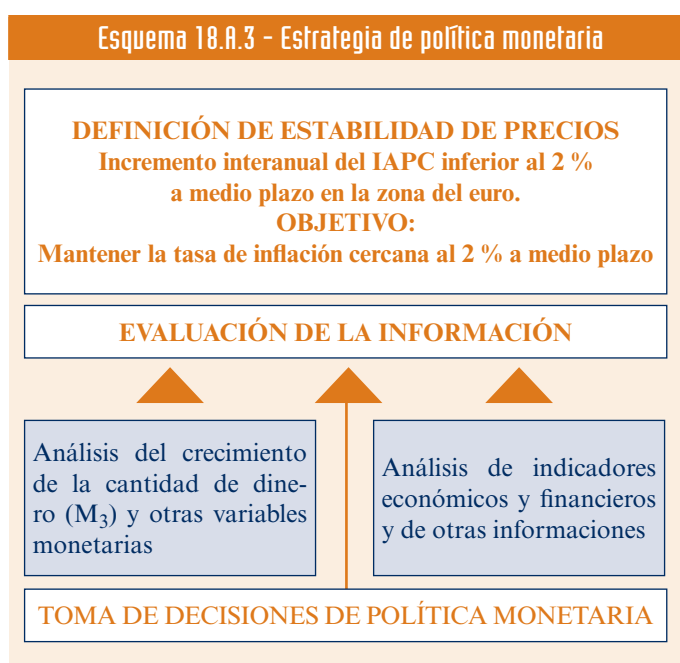 Esquema 18.A.3 - Estrategia de política monetaria
DEFINICIÓN DE ESTABILIDAD DE PRECIOS
Incremento interanual del IAPC inferior al 2 %
a medio plazo en la zona del euro.
OBJETIVO:
Mantener la tasa de inflación cercana al 2 % a medio plazo
EVALUACIÓN DE LA INFORMACIÓN
Análisis del crecimiento
de la cantidad de dine-
ro (M₃) y otras variables
monetarias
Análisis de indicadores
económicos y financieros
y de otras informaciones
TOMA DE DECISIONES DE POLÍTICA MONETARIA